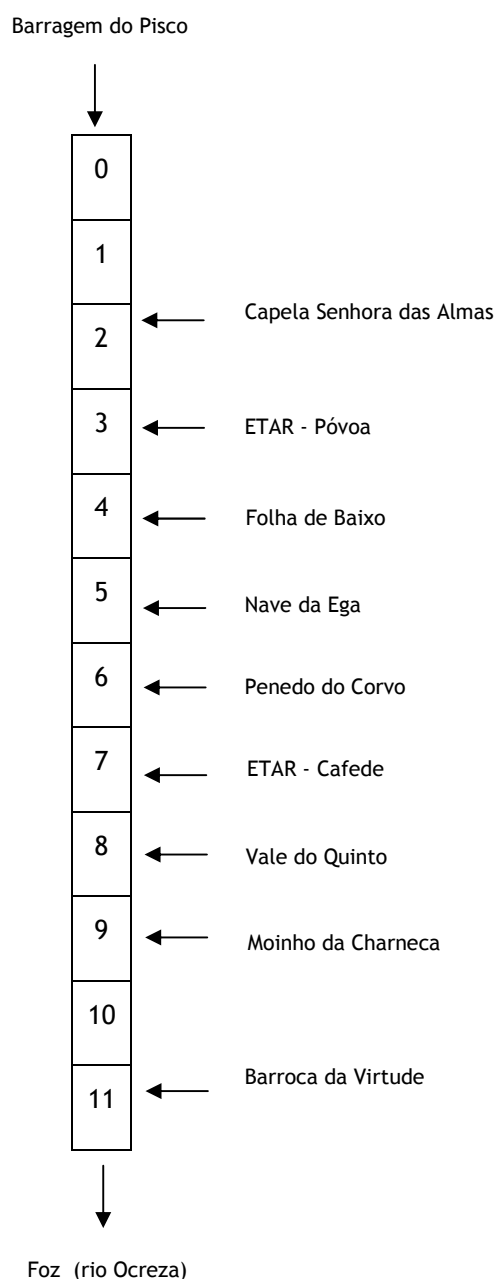 Barragem do Pisco
0
1
Capela Senhora das Almas
2
3
ETAR - Póvoa
4
Folha de Baixo
5
Nave da Ega
6
Penedo do Corvo
7
ETAR - Cafede
8
Vale do Quinto
9
Moinho da Charneca
10
Barroca da Virtude
11
Foz (rio Ocreza)